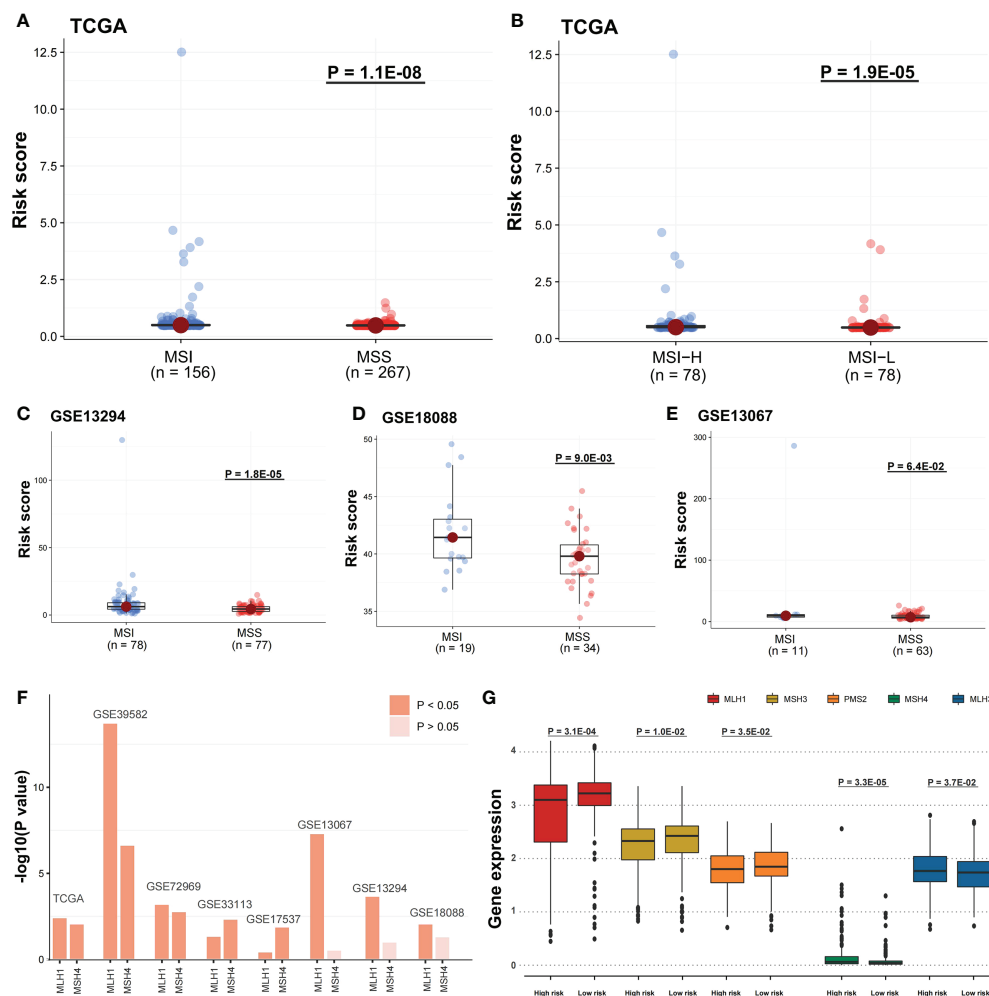 A
TCGA
P = 1.1E-08
Risk score
12.5
10.0
7.5
5.0
2.5
0.0
MSI
(n = 156)
MSS
(n = 267)
B
TCGA
P = 1.9E-05
Risk score
12.5
10.0
7.5
5.0
2.5
0.0
MSI−H
(n = 78)
MSI−L
(n = 78)
C
GSE13294
P = 1.8E-05
Risk score
100
50
0
MSI
(n = 78)
MSS
(n = 77)
D
GSE18088
P = 9.0E-03
Risk score
50
45
40
35
MSI
(n = 19)
MSS
(n = 34)
E
GSE13067
P = 6.4E-02
Risk score
300
200
100
0
MSI
(n = 11)
MSS
(n = 63)
F
P < 0.05
P > 0.05
-log10(P value)
10
5
0
TCGA
GSE39582
GSE72969
GSE33113
GSE17537
GSE13067
GSE13294
GSE18088
MLH1
MSH4
MLH1
MSH4
MLH1
MSH4
MLH1
MSH4
MLH1
MSH4
MLH1
MSH4
MLH1
MSH4
MLH1
MSH4
G
MLH1
MSH3
PMS2
MSH4
P = 3.1E-04
P = 1.0E-02
P = 3.5E-02
P = 3.3E-05
P = 3.7E-02
Gene expression
4
3
2
1
0
High risk
Low risk
High risk
Low risk
High risk
Low risk
High risk
Low risk
High risk
Low risk